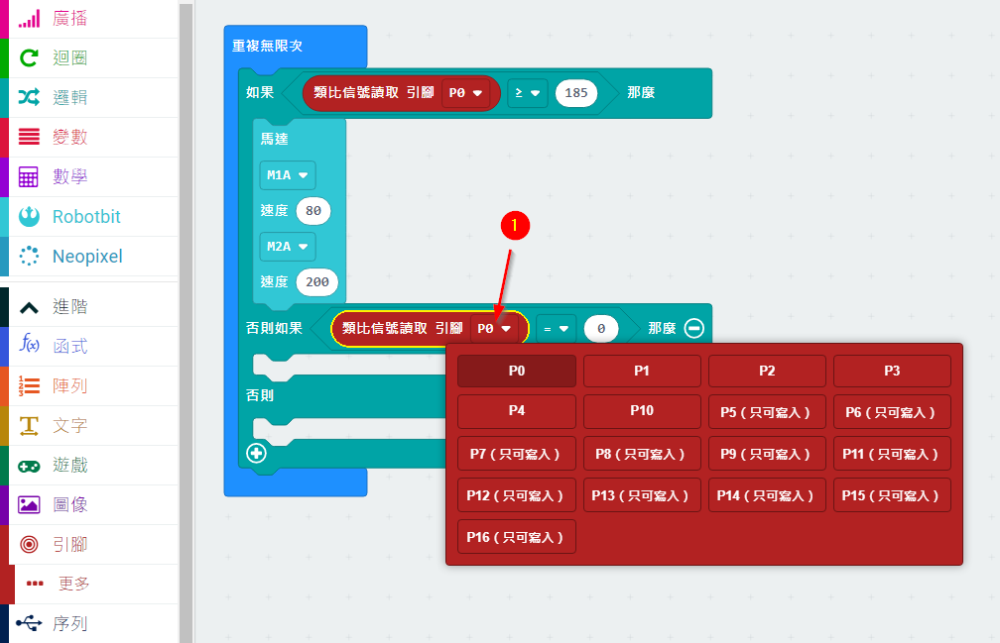 廣播
迴圈
邏輯
變數
數學
Robotbit
Neopixel
進階
函式
陣列
文字
遊戲
圖像
引腳
更多
序列
重複無限次
如果 類比信號讀取 引腳 P0 ≥ 185 那麼
馬達
M1A
速度 80
M2A
速度 200
1
否則如果 類比信號讀取 引腳 P0 = 0 那麼
否則
P0 P1 P2 P3
P4 P10 P5（只可寫入） P6（只可寫入）
P7（只可寫入） P8（只可寫入） P9（只可寫入） P11（只可寫入）
P12（只可寫入） P13（只可寫入） P14（只可寫入） P15（只可寫入）
P16（只可寫入）